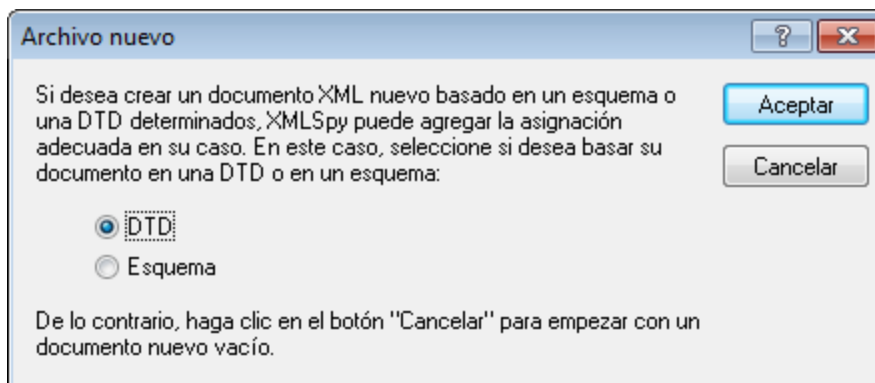 Archivo nuevo
Si desea crear un documento XML nuevo basado en un esquema o
una DTD determinados, XMLSpy puede agregar la asignación
adecuada en su caso. En este caso, seleccione si desea basar su
documento en una DTD o en un esquema:
Aceptar
Cancelar
DTD
Esquema
De lo contrario, haga clic en el botón "Cancelar" para empezar con un
documento nuevo vacío.